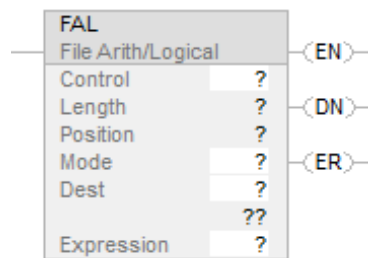 FAL
File Arith/Logical
EN
Control ?
Length ?
DN
Position ?
Mode ?
ER
Dest ?
??
Expression ?